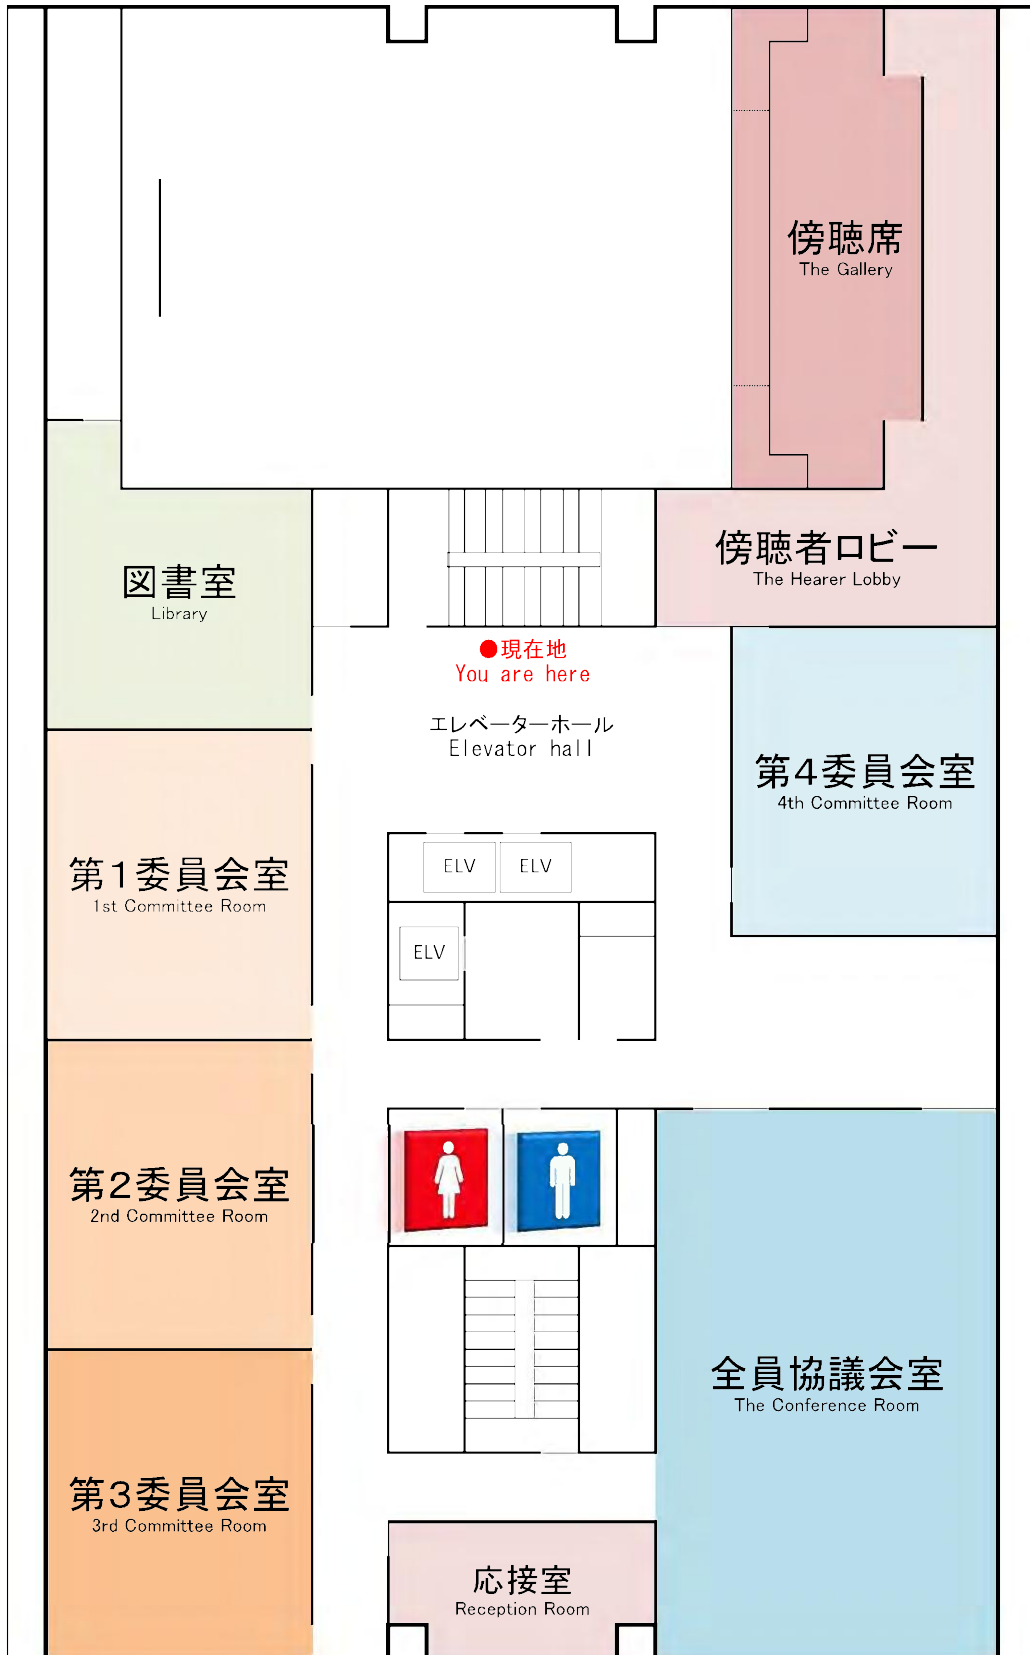 傍聴席
The Gallery
傍聴者ロビー
The Hearer Lobby
図書室
Library
●現在地
You are here
エレベーターホール
Elevator hall
第4委員会室
4th Committee Room
第1委員会室
1st Committee Room
ELV
ELV
ELV
第2委員会室
2nd Committee Room
全員協議会室
The Conference Room
第3委員会室
3rd Committee Room
応接室
Reception Room